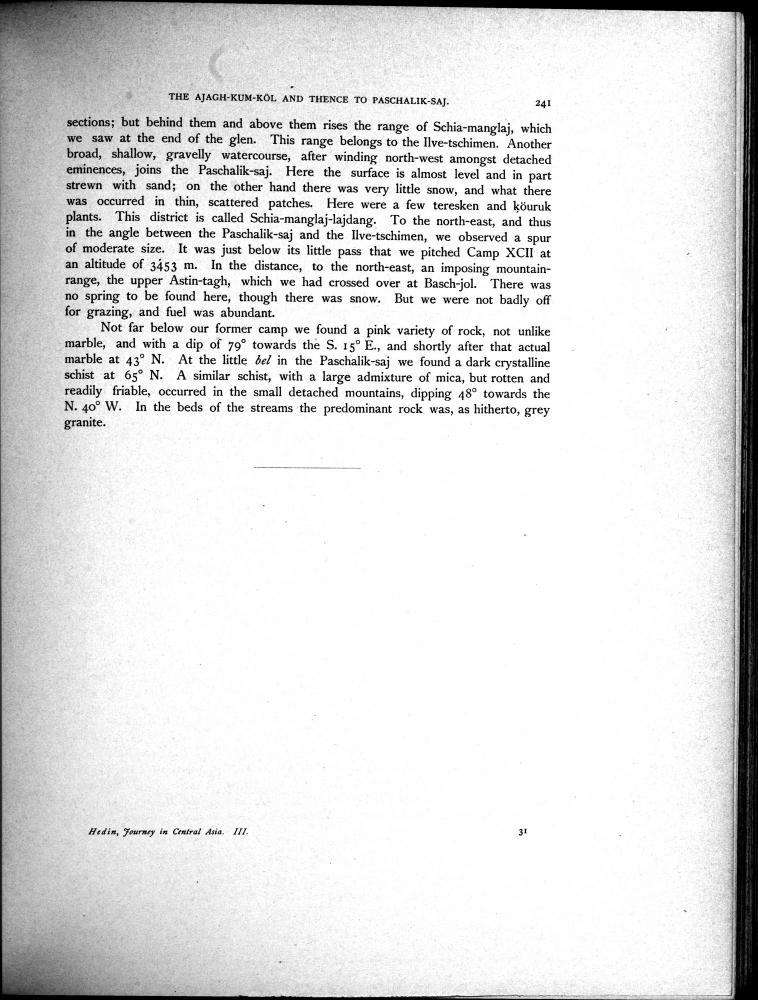 THE AJAGH-KUM-KÖL AND THENCE TO PASCHALIK-SAJ. 241
sections; but behind them and above them rises the range of Schia-manglaj, which
we saw at the end of the glen. This range belongs to the Ilve-tschimen. Another
broad, shallow, gravelly watercourse, after winding north-west amongst detached
eminences, joins the Paschalik-saj. Here the surface is almost level and in part
strewn with sand; on the other hand there was very little snow, and what there
was occurred in thin, scattered patches. Here were a few teresken and ķöuruk
plants. This district is called Schia-manglaj-lajdang. To the north-east, and thus
in the angle between the Paschalik-saj and the Ilve-tschimen, we observed a spur
of moderate size. It was just below its little pass that we pitched Camp XCII at
an altitude of 3453 m. In the distance, to the north-east, an imposing mountain-
range, the upper Astin-tagh, which we had crossed over at Basch-jol. There was
no spring to be found here, though there was snow. But we were not badly off
for grazing, and fuel was abundant.
Not far below our former camp we found a pink variety of rock, not unlike
marble, and with a dip of 79° towards the S. 15° E., and shortly after that actual
marble at 43° N. At the little bel in the Paschalik-saj we found a dark crystalline
schist at 65° N. A similar schist, with a large admixture of mica, but rotten and
readily friable, occurred in the small detached mountains, dipping 48° towards the
N. 40° W. In the beds of the streams the predominant rock was, as hitherto, grey
granite.
Hedin, Journey in Central Asia. III. 31